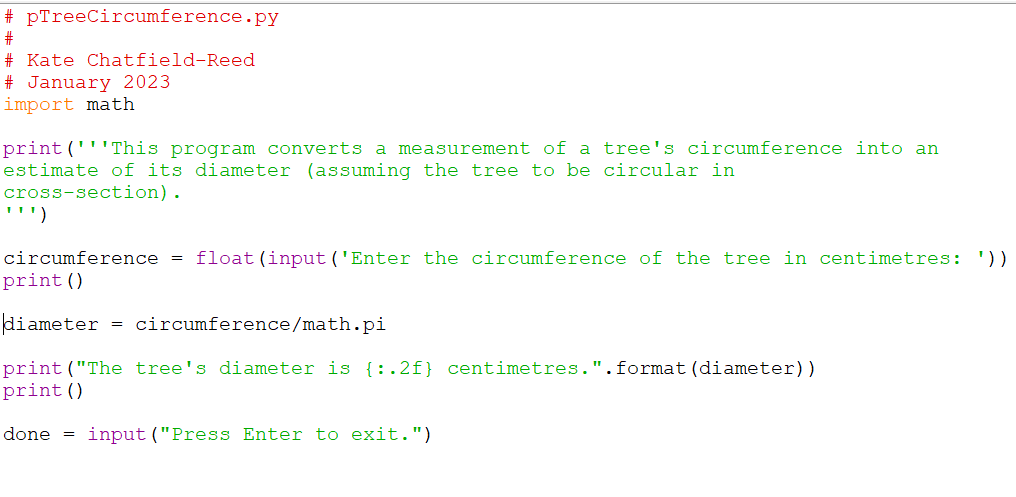 # pTreeCircumference.py
#
# Kate Chatfield-Reed
# January 2023
import math
print('''This program converts a measurement of a tree's circumference into an
estimate of its diameter (assuming the tree to be circular in
cross-section).
''')
circumference = float(input('Enter the circumference of the tree in centimetres: '))
print()
diameter = circumference/math.pi
print("The tree's diameter is {:.2f} centimetres.".format(diameter))
print()
done = input("Press Enter to exit.")